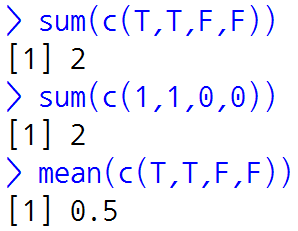 > sum(c(T,T,F,F))
[1] 2
> sum(c(1,1,0,0))
[1] 2
> mean(c(T,T,F,F))
[1] 0.5